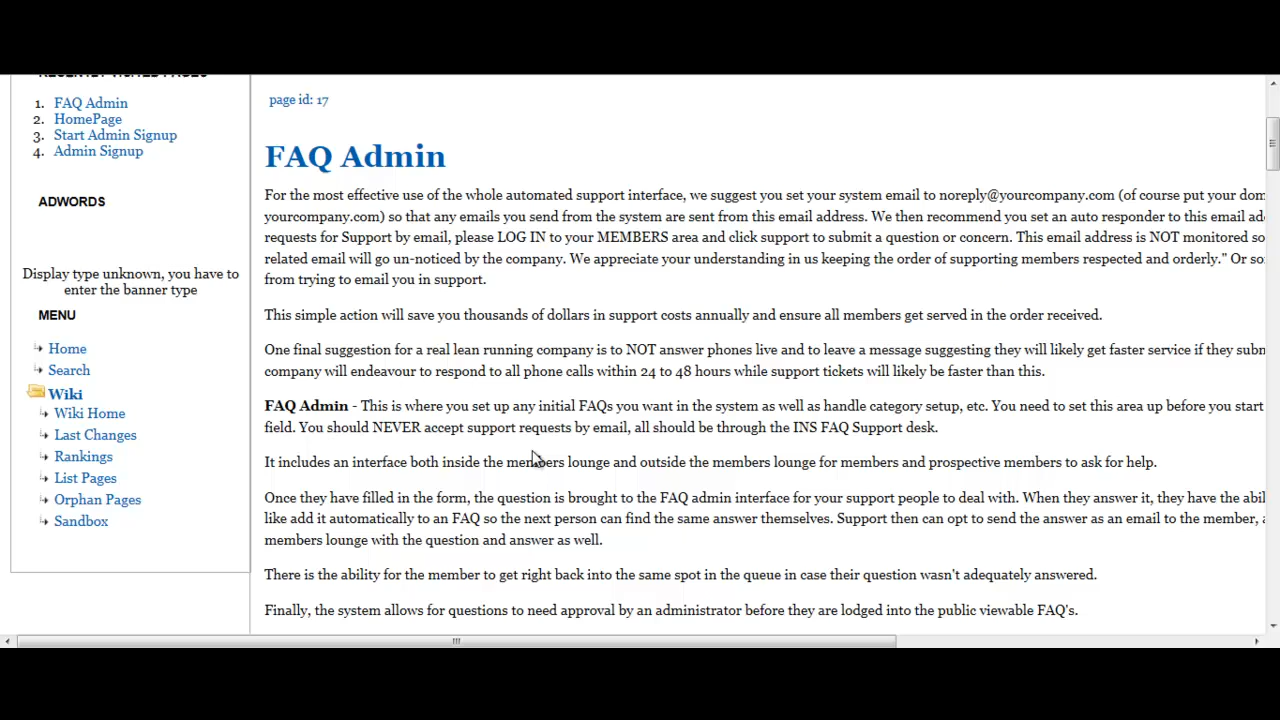 1. FAQ Admin
2. HomePage
3. Start Admin Signup
4. Admin Signup
ADWORDS
Display type unknown, you have to
enter the banner type
MENU
Home
Search
Wiki
Wiki Home
Last Changes
Rankings
List Pages
Orphan Pages
Sandbox
page id: 17
FAQ Admin
For the most effective use of the whole automated support interface, we suggest you set your system email to noreply@yourcompany.com (of course put your
yourcompany.com) so that any emails you send from the system are sent from this email address. We then recommend you set an auto responder to this email
requests for Support by email, please LOG IN to your MEMBERS area and click support to submit a question or concern. This email address is NOT monitored so
related email will go un-noticed by the company. We appreciate your understanding in us keeping the order of supporting members respected and orderly." Or
from trying to email you in support.
This simple action will save you thousands of dollars in support costs annually and ensure all members get served in the order received.
One final suggestion for a real lean running company is to NOT answer phones live and to leave a message suggesting they will likely get faster service if they
company will endeavour to respond to all phone calls within 24 to 48 hours while support tickets will likely be faster than this.
FAQ Admin - This is where you set up any initial FAQs you want in the system as well as handle category setup, etc. You need to set this area up before you start
field. You should NEVER accept support requests by email, all should be through the INS FAQ Support desk.
It includes an interface both inside the members lounge and outside the members lounge for members and prospective members to ask for help.
Once they have filled in the form, the question is brought to the FAQ admin interface for your support people to deal with. When they answer it, they have the
like add it automatically to an FAQ so the next person can find the same answer themselves. Support then can opt to send the answer as an email to the member,
members lounge with the question and answer as well.
There is the ability for the member to get right back into the same spot in the queue in case their question wasn't adequately answered.
Finally, the system allows for questions to need approval by an administrator before they are lodged into the public viewable FAQ's.